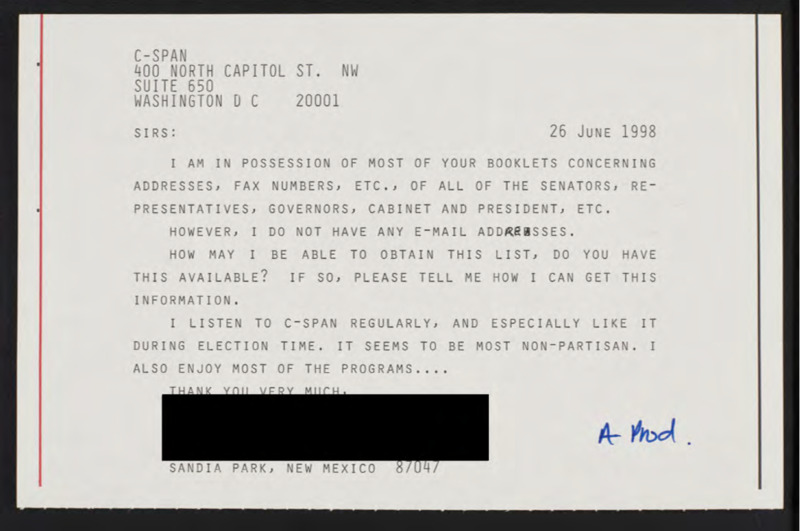 C-SPAN
400 NORTH CAPITOL ST. NW
SUITE 650
WASHINGTON D C 20001
SIRS: 26 JUNE 1998
I AM IN POSSESSION OF MOST OF YOUR BOOKLETS CONCERNING
ADDRESSES, FAX NUMBERS, ETC., OF ALL OF THE SENATORS, RE-
PRESENTATIVES, GOVERNORS, CABINET AND PRESIDENT, ETC.
HOWEVER, I DO NOT HAVE ANY E-MAIL ADDRESSES.
HOW MAY I BE ABLE TO OBTAIN THIS LIST, DO YOU HAVE
THIS AVAILABLE? IF SO, PLEASE TELL ME HOW I CAN GET THIS
INFORMATION.
I LISTEN TO C-SPAN REGULARLY, AND ESPECIALLY LIKE IT
DURING ELECTION TIME. IT SEEMS TO BE MOST NON-PARTISAN. I
ALSO ENJOY MOST OF THE PROGRAMS....
THANK YOU VERY MUCH,
A Prod.
SANDIA PARK, NEW MEXICO 87047